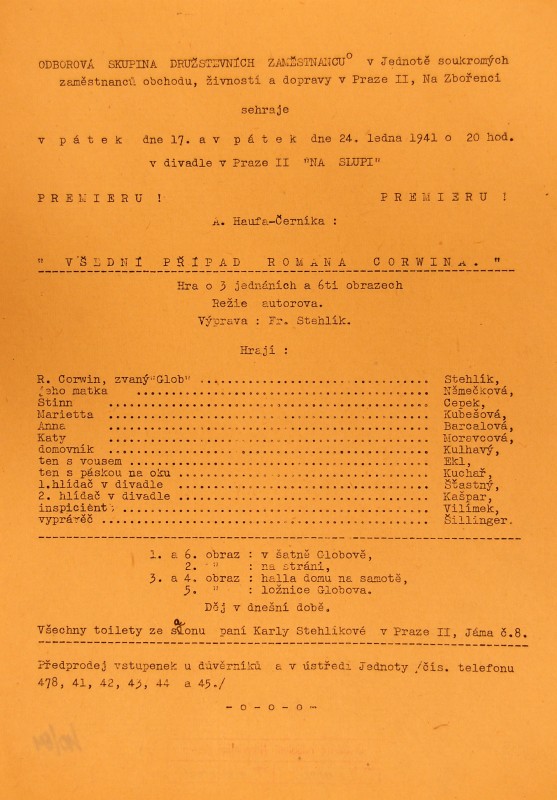 ODBOROVÁ SKUPINA DRUŽSTEVNÍCH ZAMĚSTNANCU° v Jednotě soukromých
zaměstnanců obchodu, živností a dopravy v Praze II, Na Zbořenci
sehraje
v pátek dne 17. a v pátek dne 24. ledna 1941 o 20 hod.
v divadle v Praze II "NA SLUPI"
PREMIERU ! PREMIERU !
A. Haufa-Černíka :
" VŠEDNÍ PŘÍPAD ROMANA CORWINA. "
Hra o 3 jednáních a 6ti obrazech
Režie autorova.
Výprava : Fr. Stehlík.
Hrají :
R. Corwin, zvaný"Glob" ................................ Stehlík,
jeho matka ................................ Němečková,
Stinn ................................ Čepek,
Marietta ................................ Kubešová,
Anna ................................ Barcalová,
Katy ................................ Moravcová,
domovník ................................ Kulhavý,
ten s vousem ................................ Ekl,
ten s páskou na oku ................................ Kuchař,
1.hlídač v divadle ................................ Šťastný,
2. hlídač v divadle ................................ Kašpar,
inspicient ................................ Vilímek,
vyprávěč ................................ Šillinger.
1. a 6. obraz : v šatně Globově,
2. " : na stráni,
3. a 4. obraz : halla domu na samotě,
5. " : ložnice Globova.
Děj v dnešní době.
Všechny toilety ze salonu paní Karly Stehlíkové v Praze II, Jáma č.8.
Předprodej vstupenek u důvěrníků a v ústředí Jednoty /čis. telefonu
478, 41, 42, 43, 44 a 45./
- o - o - o -